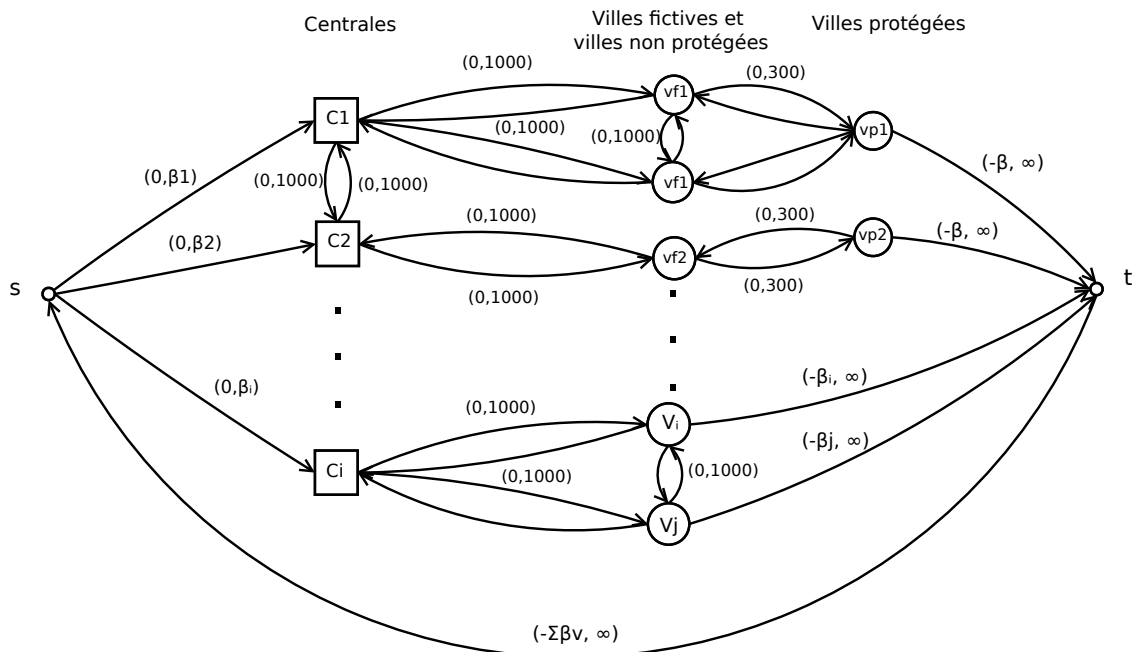 Centrales
Villes fictives et
villes non protégées
Villes protégées
(0,1000)
(0,300)
C1
vf1
(0,1000)
(0,1000)
vp1
(0,β1)
(0,1000)
(0,1000)
vf1
(-β, ∞)
(0,β2)
C2
(0,1000)
vf2
(0,300)
vp2
(-β, ∞)
s
(0,1000)
(0,300)
t
(0,βᵢ)
(0,1000)
Vᵢ
(-βᵢ, ∞)
Ci
(0,1000)
(0,1000)
(-βj, ∞)
Vj
(-Σβv, ∞)